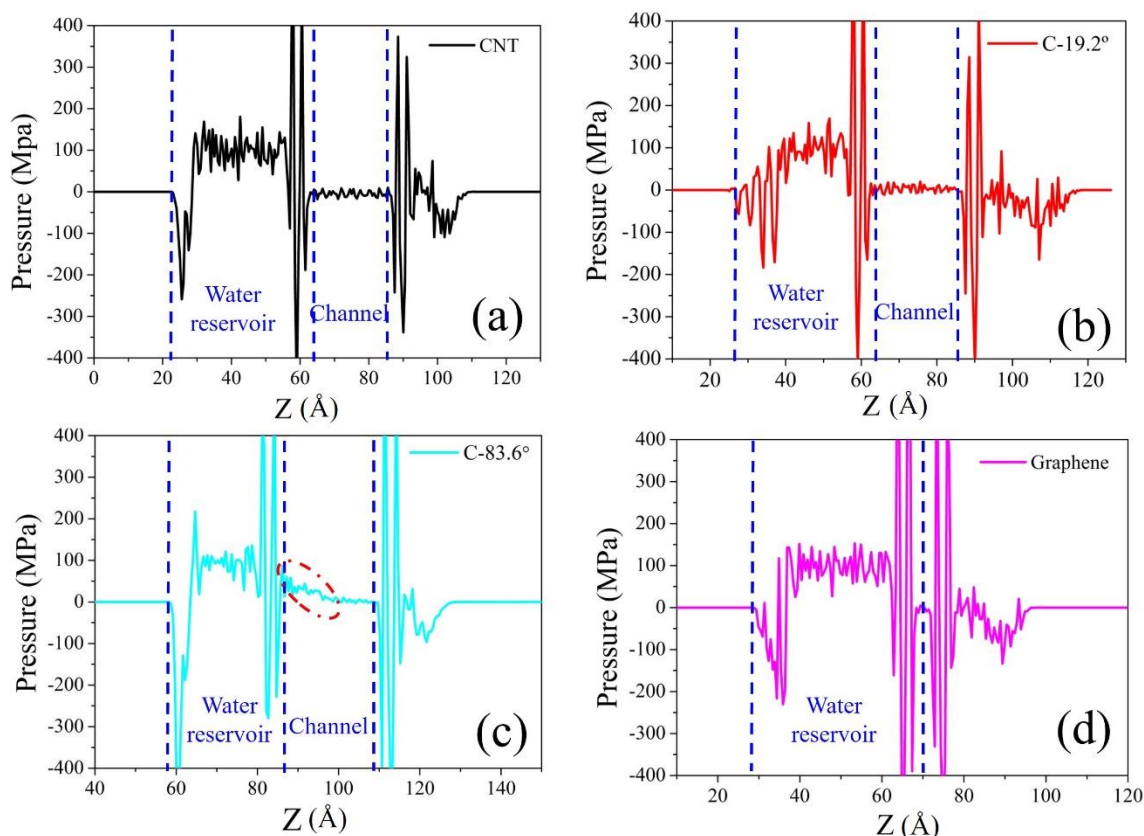 400
300
200
100
0
-100
-200
-300
-400
Pressure (Mpa)
CNT
Water
reservoir
Channel
(a)
0 20 40 60 80 100 120
Z (Å)
400
300
200
100
0
-100
-200
-300
-400
Pressure (MPa)
C-19.2º
Water
reservoir
Channel
(b)
20 40 60 80 100 120
Z (Å)
400
300
200
100
0
-100
-200
-300
-400
Pressure (MPa)
C-83.6°
Water
reservoir
Channel
(c)
40 60 80 100 120 140
Z (Å)
400
300
200
100
0
-100
-200
-300
-400
Pressure (MPa)
Graphene
Water
reservoir
(d)
20 40 60 80 100 120
Z (Å)